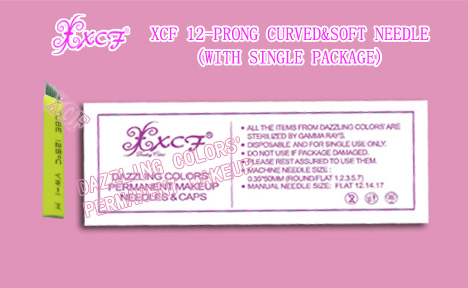 XCF
XCF 12-PRONG CURVED&SOFT NEEDLE
(WITH SINGLE PACKAGE)
XCF
XCF
DAZZLING COLORS'
PERMANENT MAKEUP
NEEDLES & CAPS
• ALL THE ITEMS FROM DAZZLING COLORS' ARE
STERILIZED BY GAMMA RAYS.
• DISPOSABLE AND FOR SINGLE USE ONLY.
• DO NOT USE IF PACKAGE DAMAGED.
• PLEASE REST ASSURED TO USE THEM.
• MACHINE NEEDLE SIZE:
0.35*50MM (ROUND/FLAT 1.2.3.5.7)
• MANUAL NEEDLE SIZE: FLAT 12.14.17
DAZZLING COLORS'
PERMANENT MAKEUP